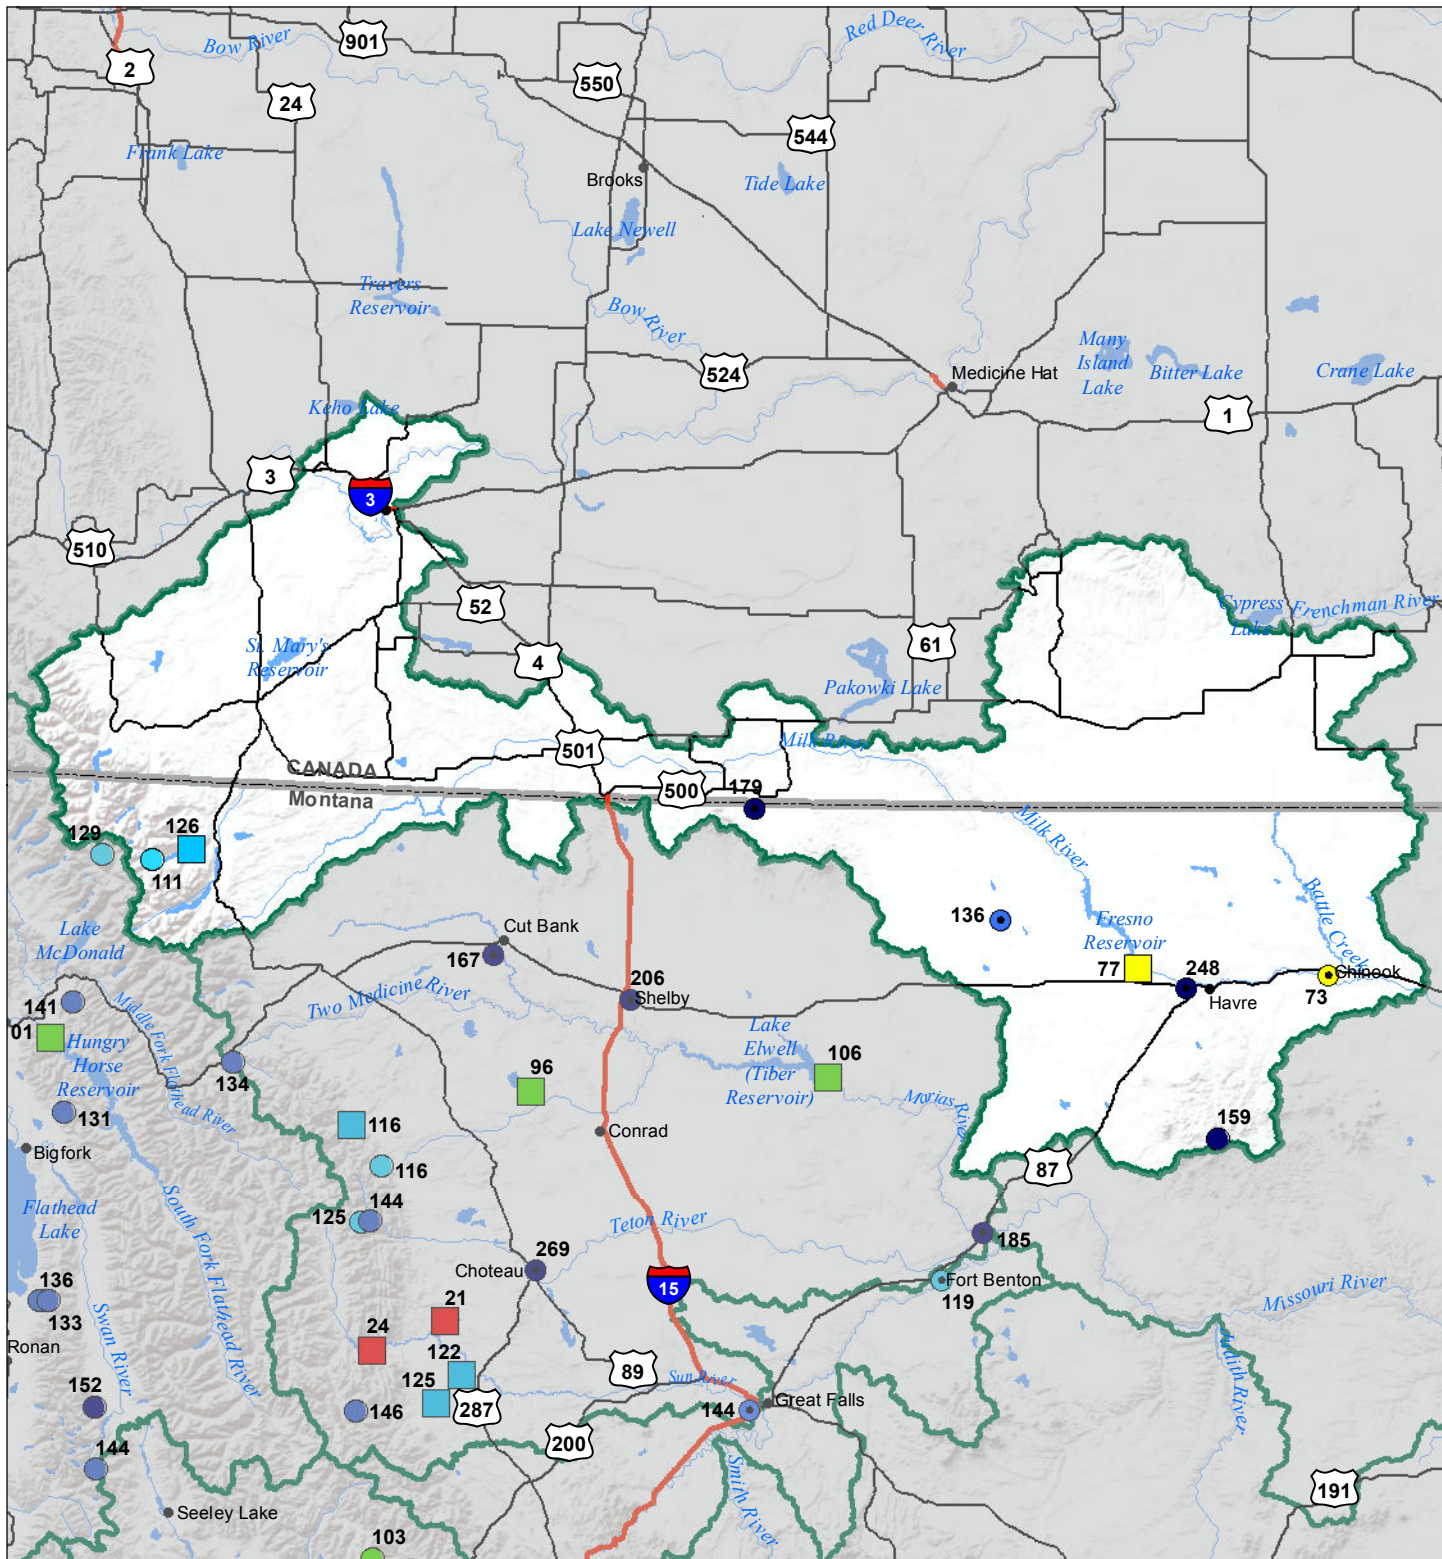 Bow River
901
Red Deer River
2
24
550
544
Frank Lake
Brooks
Tide Lake
Lake Newell
Travers
Reservoir
Bow River
524
Many
Island
Lake
Bitter Lake
Crane Lake
Medicine Hat
1
Keho Lake
3
3
510
52
4
61
Cypress
Lake
Frenchman River
St. Mary's
Reservoir
Pakowki Lake
501
Milk River
CANADA
Montana
500
179
129
126
111
Milk River
Battle Creek
136
Fresno
Reservoir
77
248
Havre
Chinook
73
Lake
McDonald
Cut Bank
167
206
Shelby
Two Medicine River
Middle Fork Flathead River
141
01
Hungry
Horse
Reservoir
134
131
Bigfork
96
Lake
Elwell
(Tiber
Reservoir)
106
Marias River
Conrad
116
116
159
87
125
144
Flathead
Lake
South Fork Flathead River
Teton River
185
269
Choteau
15
Fort Benton
119
Missouri River
136
133
Ronan
Swan River
21
24
122
125
287
89
Sun River
Judith River
152
146
144
Great Falls
200
144
Smith River
191
Seeley Lake
103